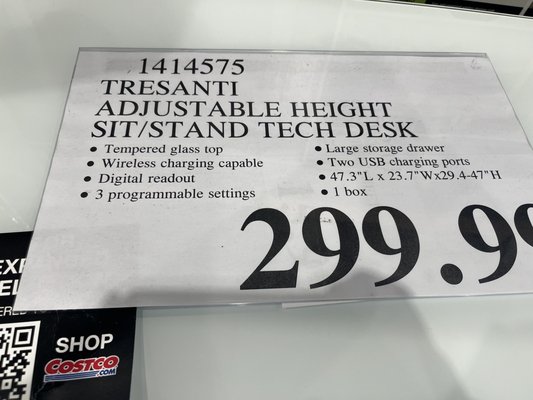 1414575
TRESANTI
ADJUSTABLE HEIGHT
SIT/STAND TECH DESK
• Tempered glass top
• Wireless charging capable
• Digital readout
• 3 programmable settings
• Large storage drawer
• Two USB charging ports
• 47.3"L x 23.7"Wx29.4-47"H
• 1 box
299.99
SHOP
COSTCO
.COM